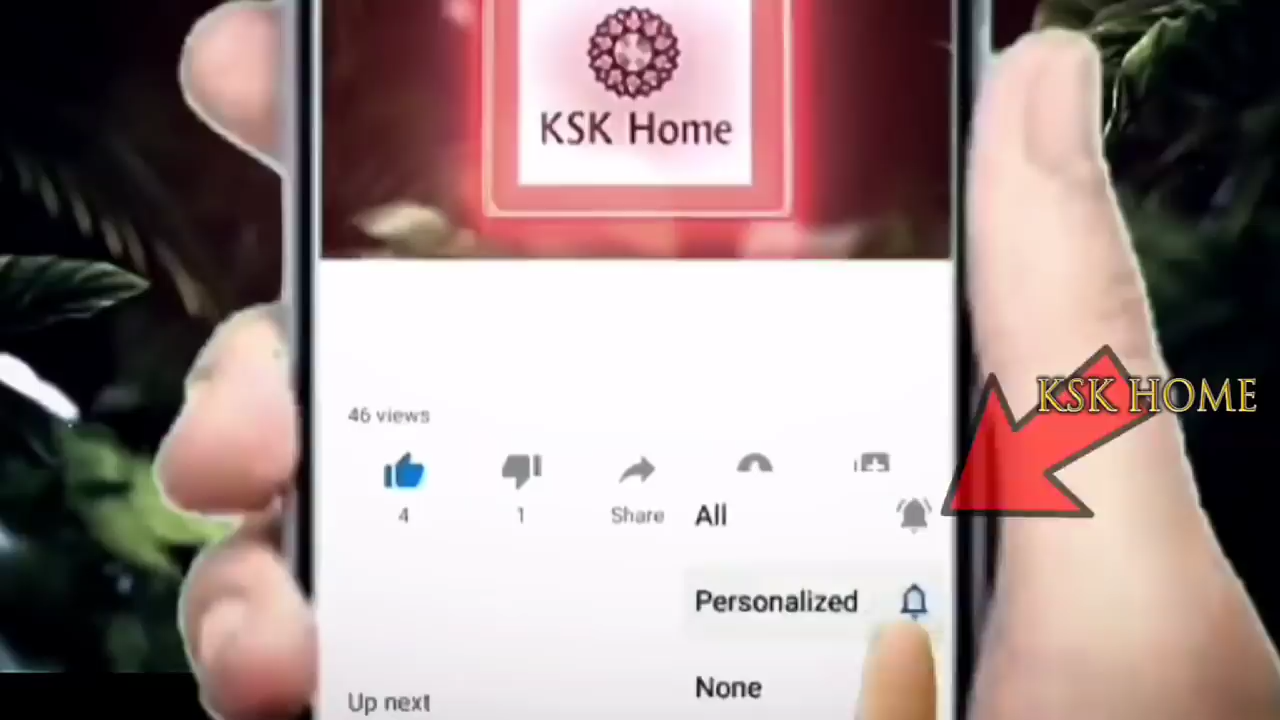 KSK Home
KSK HOME
46 views
4
1
Share
All
Personalized
None
Up next